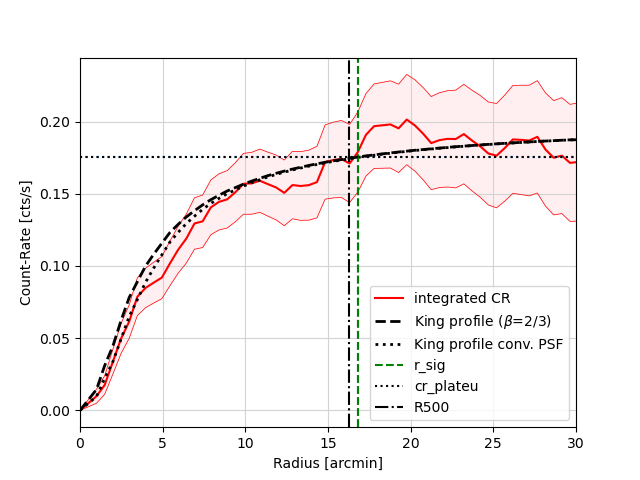 Count-Rate [cts/s]
0.20
0.15
0.10
0.05
0.00
integrated CR
King profile (β=2/3)
King profile conv. PSF
r_sig
cr_plateu
R500
0 5 10 15 20 25 30
Radius [arcmin]